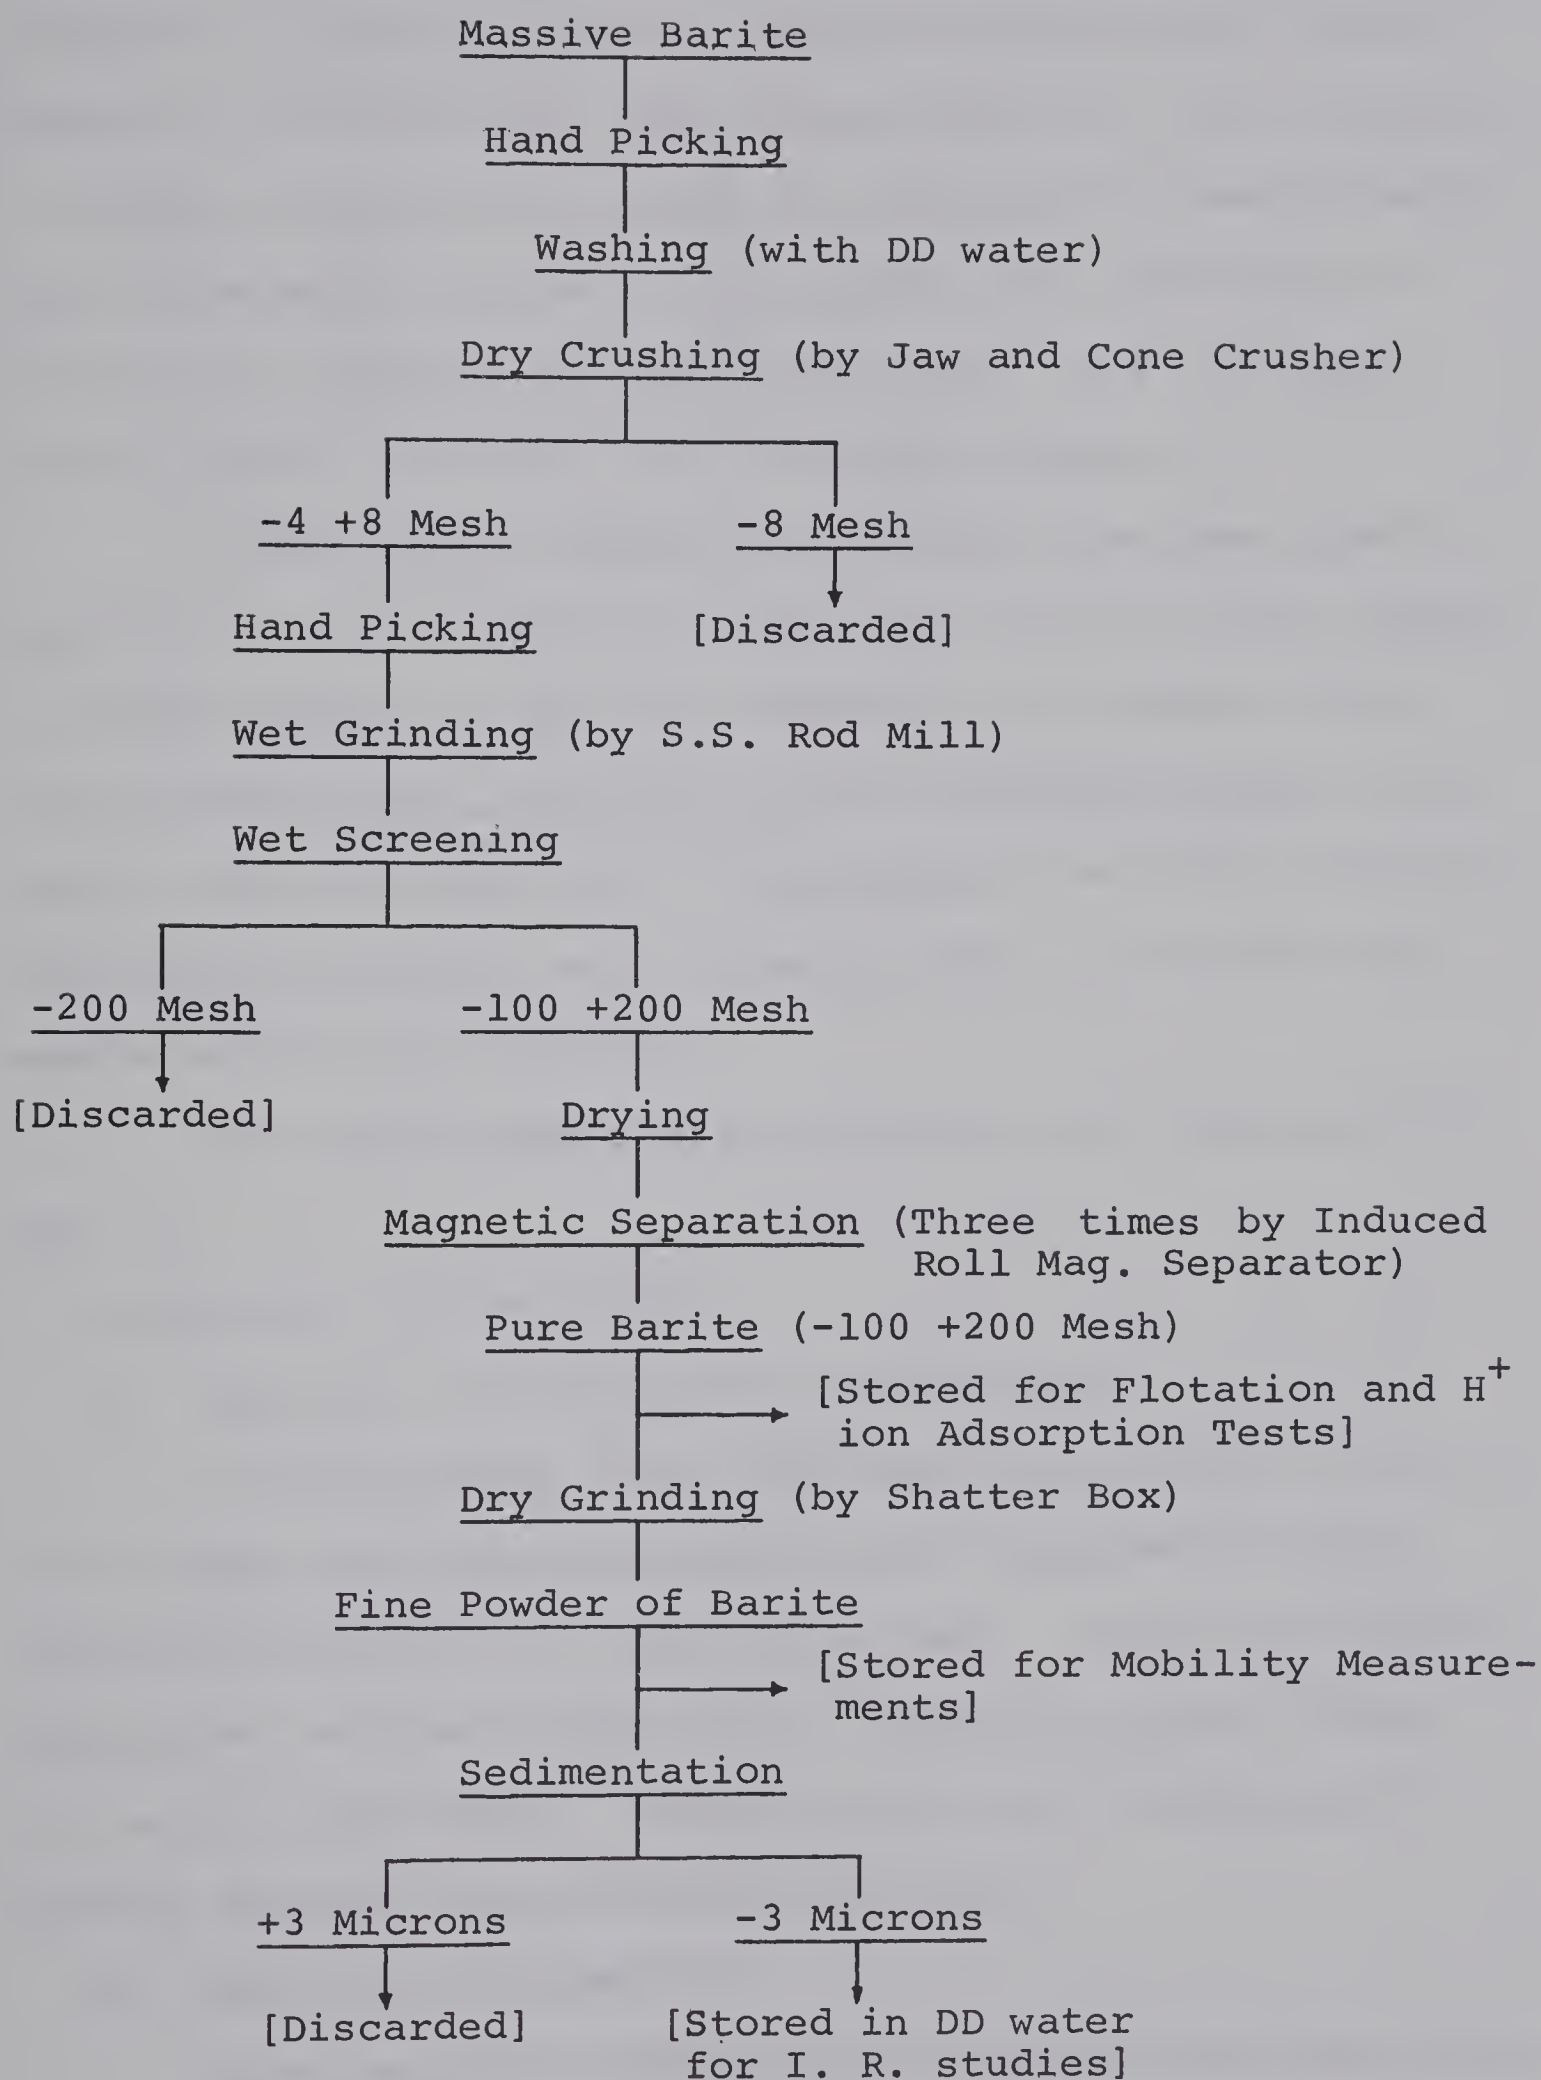 Massive Barite
Hand Picking
Washing (with DD water)
Dry Crushing (by Jaw and Cone Crusher)
-4 +8 Mesh
-8 Mesh
Hand Picking
[Discarded]
Wet Grinding (by S.S. Rod Mill)
Wet Screening
-200 Mesh
-100 +200 Mesh
[Discarded]
Drying
Magnetic Separation (Three times by Induced
Roll Mag. Separator)
Pure Barite (-100 +200 Mesh)
[Stored for Flotation and H+
ion Adsorption Tests]
Dry Grinding (by Shatter Box)
Fine Powder of Barite
[Stored for Mobility Measure-
ments]
Sedimentation
+3 Microns
-3 Microns
[Discarded]
[Stored in DD water
for I. R. studies]